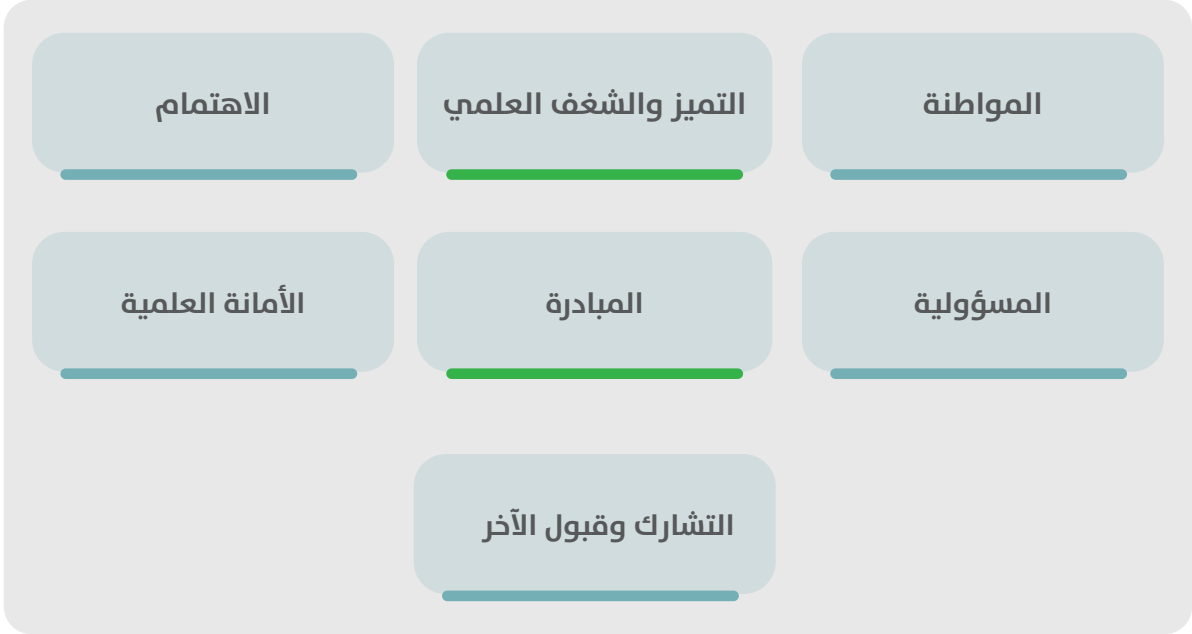 المواطنة
التميز والشغف العلمي
الاهتمام
المسؤولية
المبادرة
الأمانة العلمية
التشارك وقبول الآخر